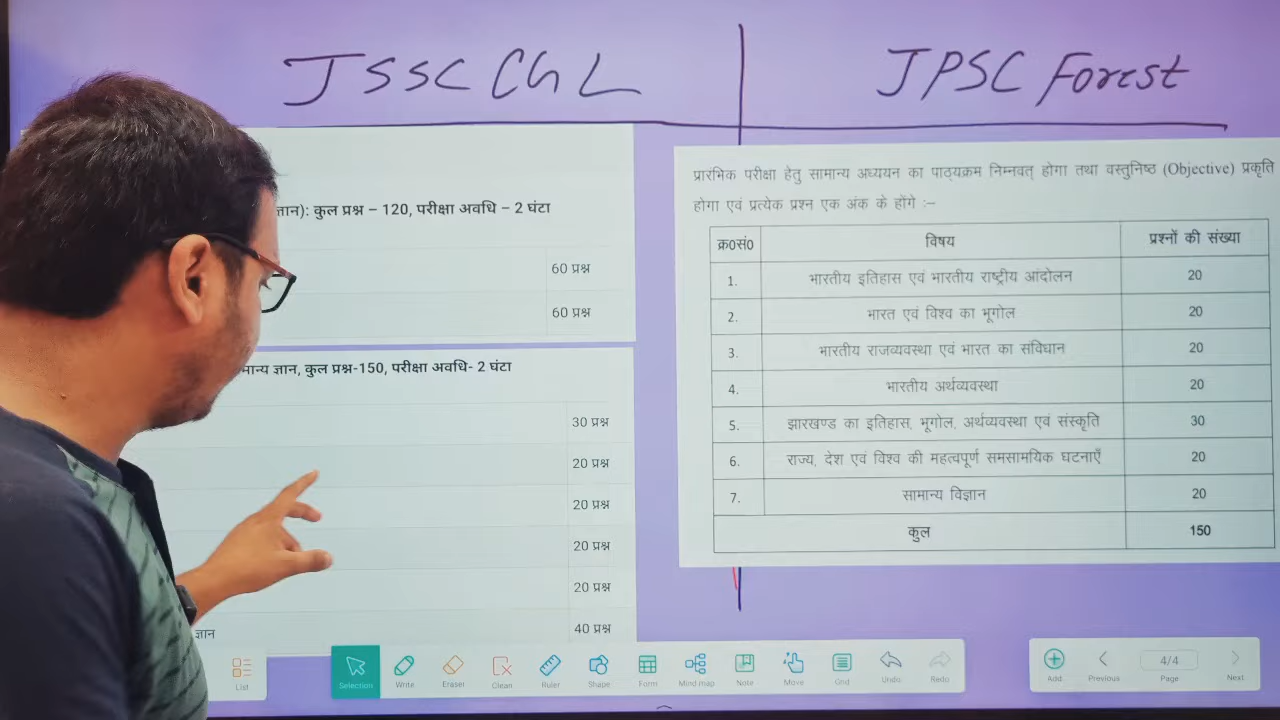 JSSC CGL
JPSC Forest
ज्ञान): कुल प्रश्न – 120, परीक्षा अवधि – 2 घंटा
60 प्रश्न
60 प्रश्न
मान्य ज्ञान, कुल प्रश्न-150, परीक्षा अवधि- 2 घंटा
30 प्रश्न
20 प्रश्न
20 प्रश्न
20 प्रश्न
20 प्रश्न
ज्ञान 40 प्रश्न
प्रारंभिक परीक्षा हेतु सामान्य अध्ययन का पाठ्यक्रम निम्नवत् होगा तथा वस्तुनिष्ठ (Objective) प्रकृति
होगा एवं प्रत्येक प्रश्न एक अंक के होंगे :–
क्र0सं0 विषय प्रश्नों की संख्या
1. भारतीय इतिहास एवं भारतीय राष्ट्रीय आंदोलन 20
2. भारत एवं विश्व का भूगोल 20
3. भारतीय राजव्यवस्था एवं भारत का संविधान 20
4. भारतीय अर्थव्यवस्था 20
5. झारखण्ड का इतिहास, भूगोल, अर्थव्यवस्था एवं संस्कृति 30
6. राज्य, देश एवं विश्व की महत्वपूर्ण समसामयिक घटनाएँ 20
7. सामान्य विज्ञान 20
कुल 150
List Selection Write Eraser Clean Ruler Shape Form Mind map Note Move Grid Undo Redo
Add Previous 4/4 Page Next